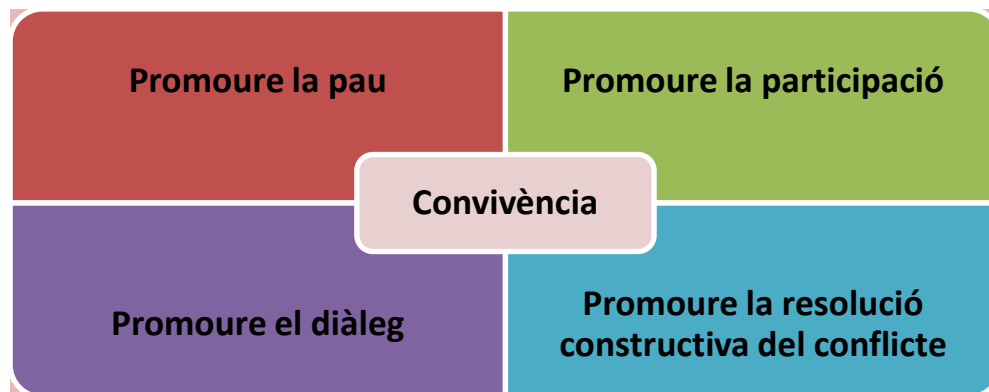 Promoure la pau
Promoure la participació
Convivència
Promoure el diàleg
Promoure la resolució
constructiva del conflicte